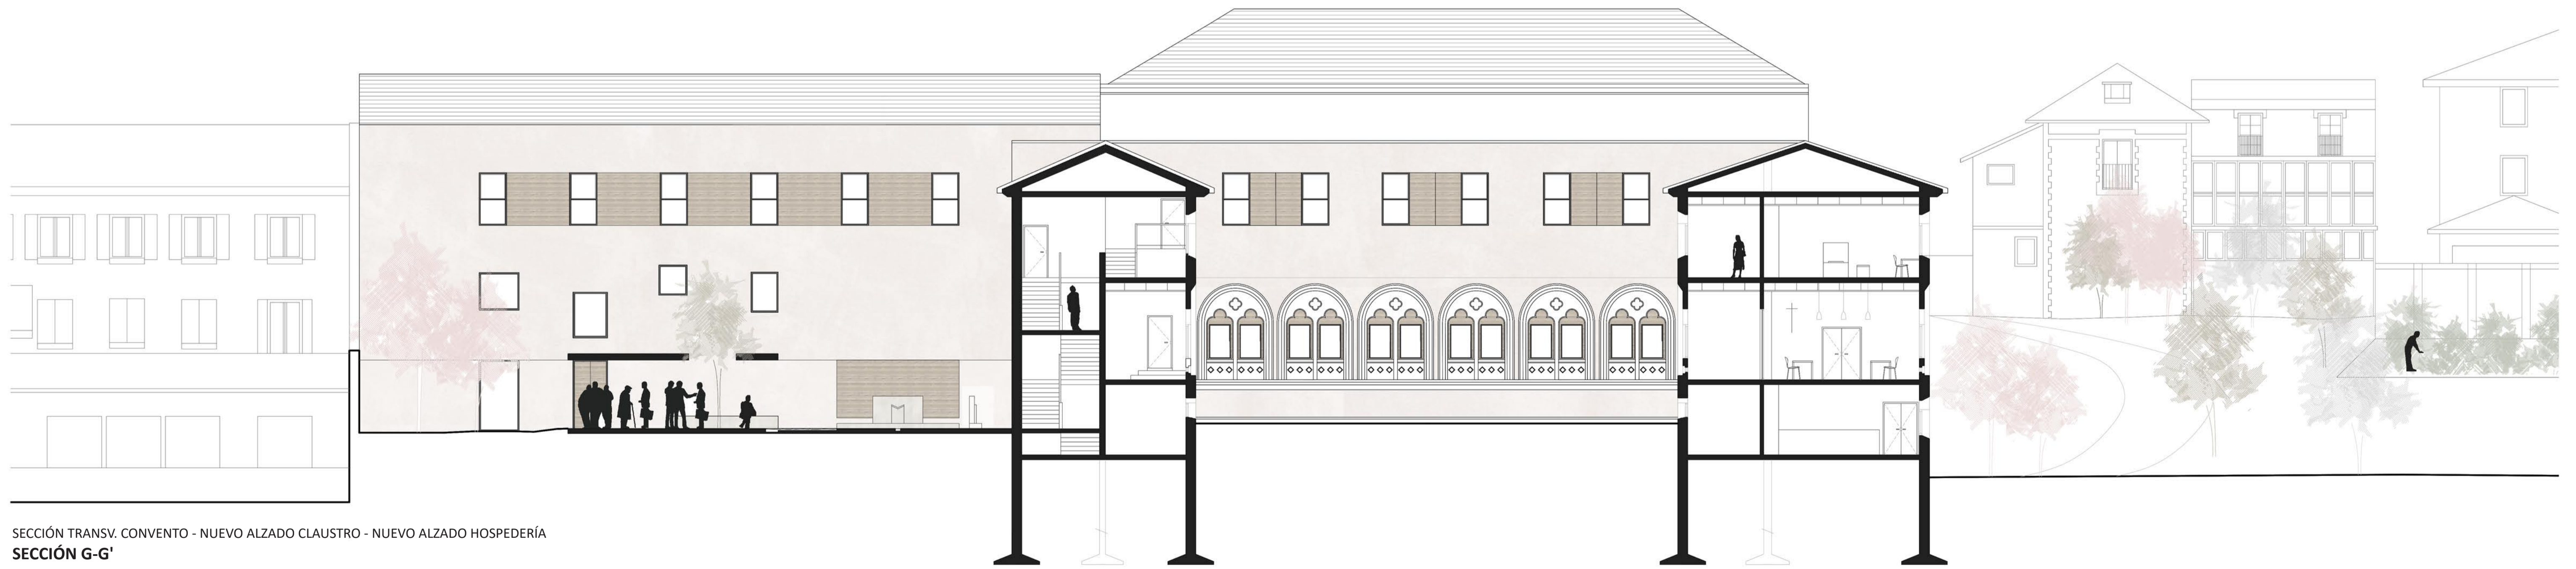 SECCIÓN TRANSV. CONVENTO - NUEVO ALZADO CLAUSTRO - NUEVO ALZADO HOSPEDERÍA
SECCIÓN G-G'